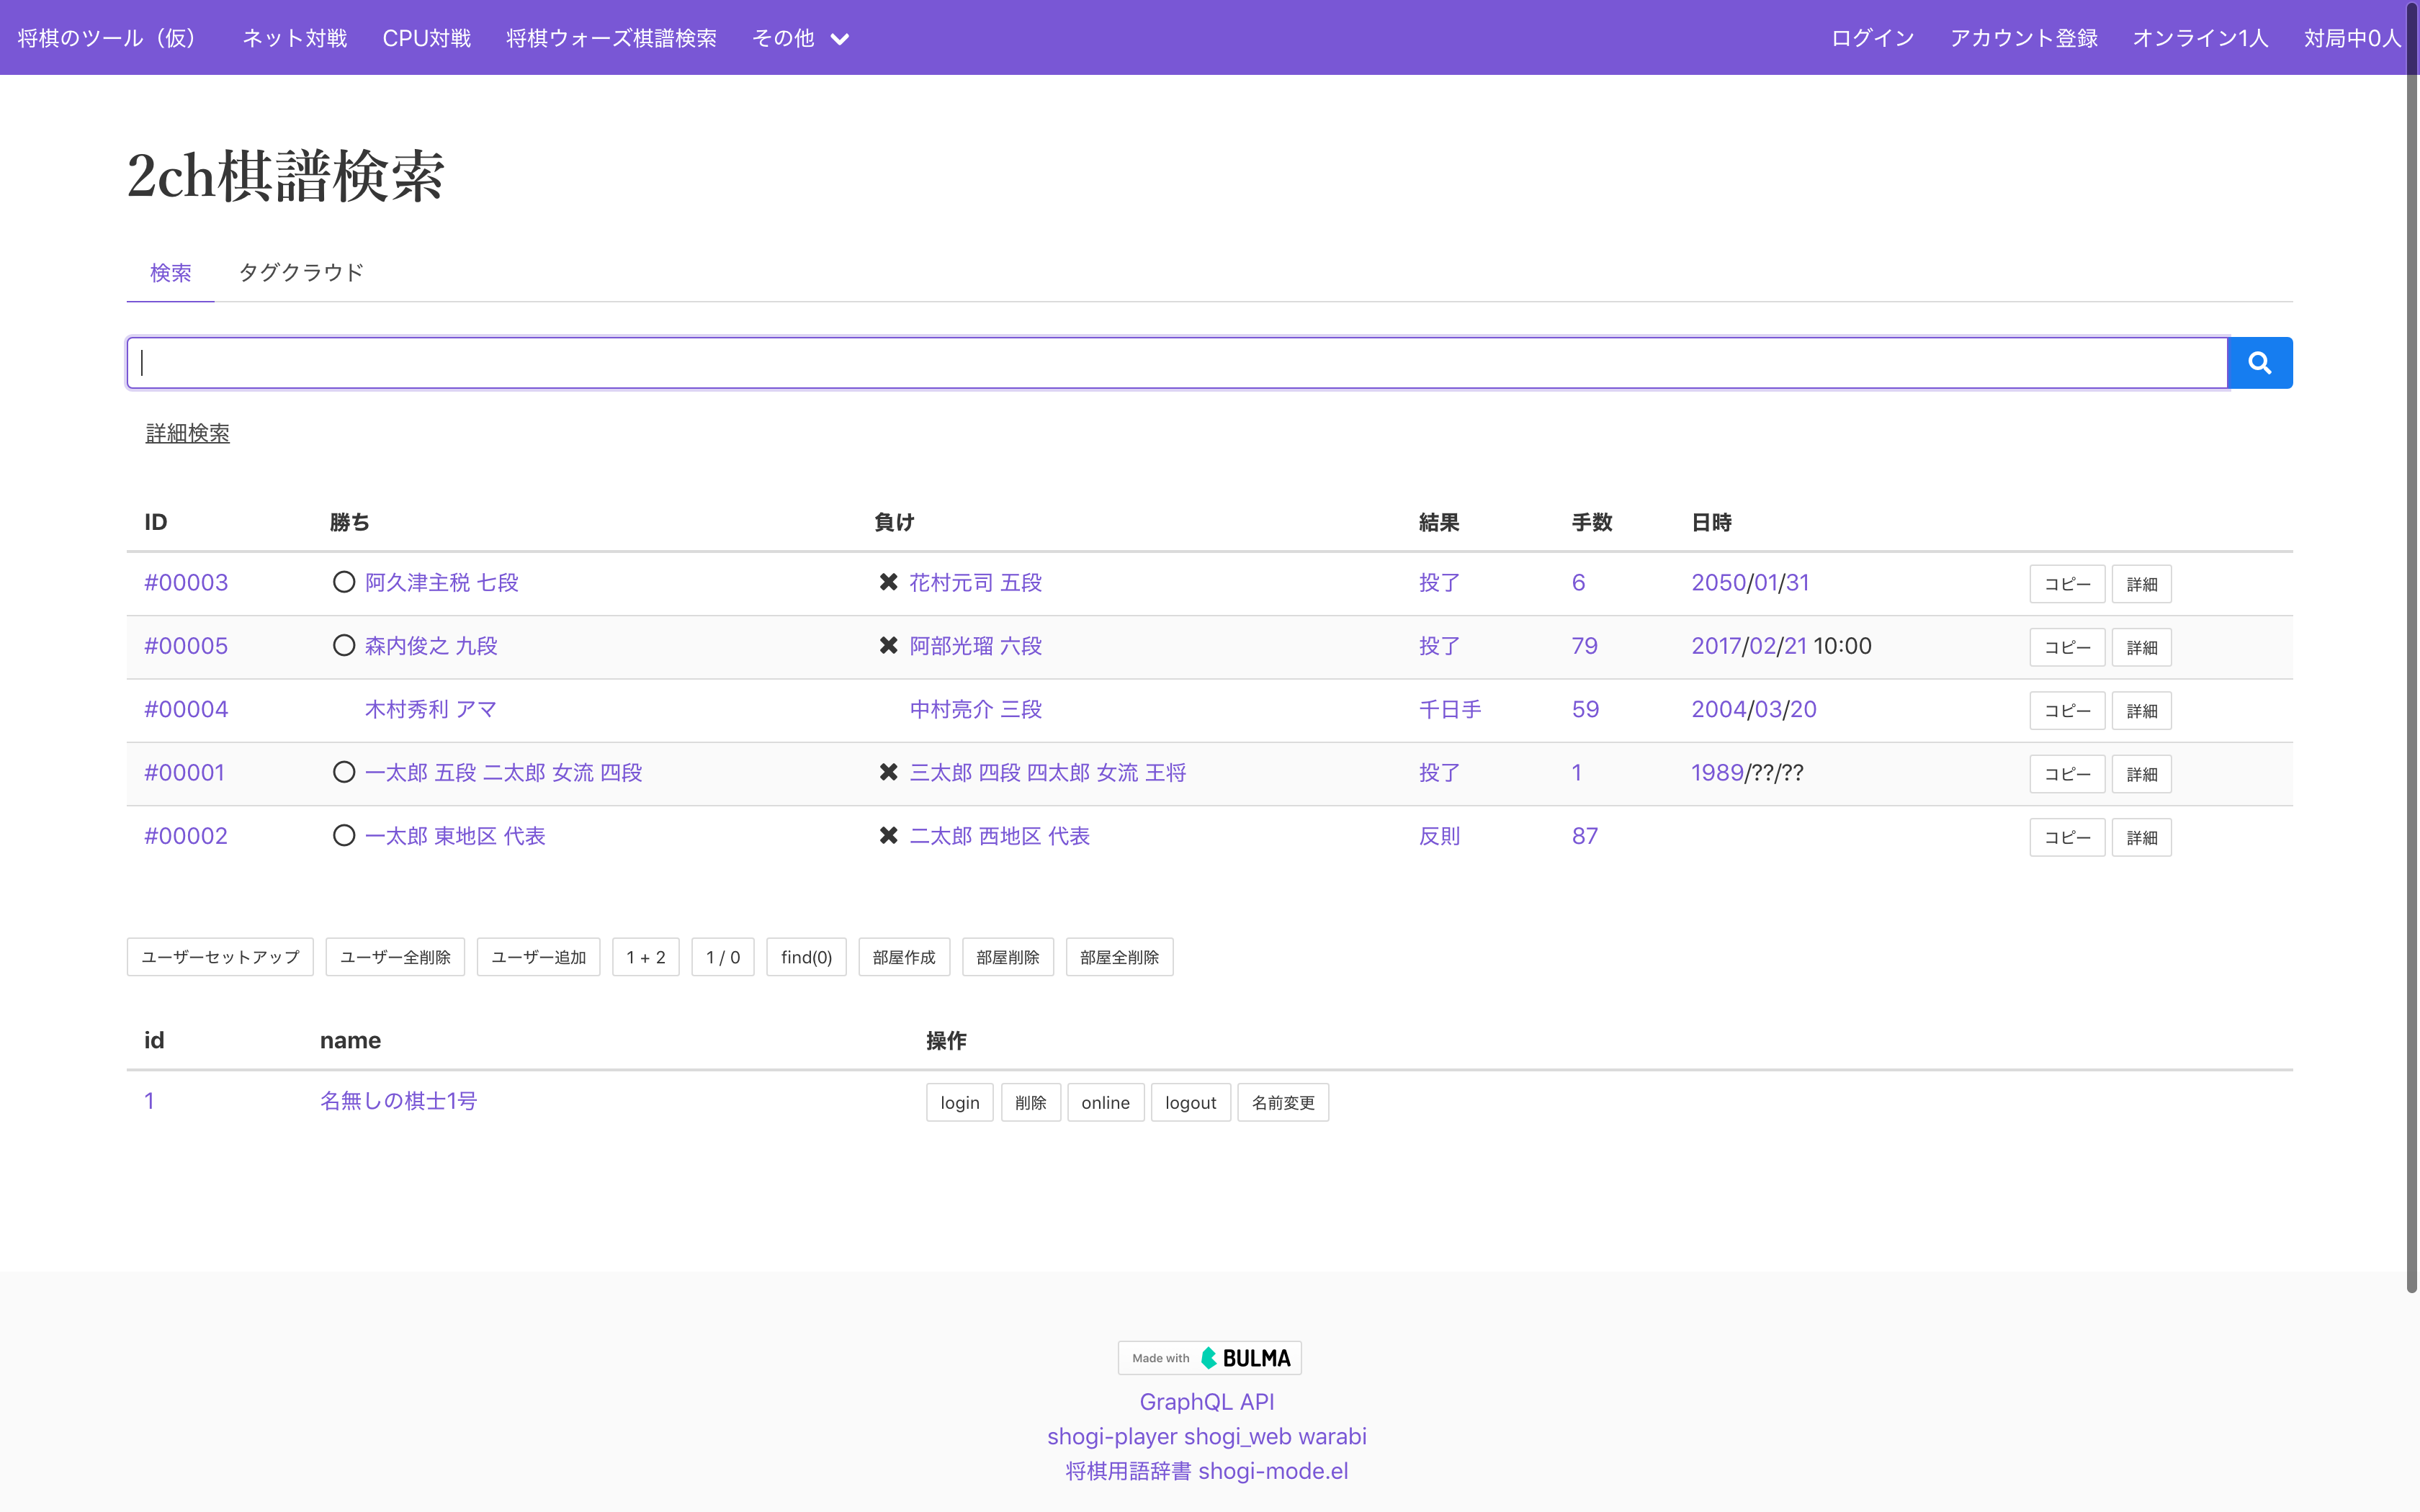 将棋のツール（仮） ネット対戦 CPU対戦 将棋ウォーズ棋譜検索 その他 ログイン アカウント登録 オンライン1人 対局中0人
2ch棋譜検索
検索 タグクラウド
詳細検索
ID 勝ち 負け 結果 手数 日時
#00003 阿久津主税 七段 花村元司 五段 投了 6 2050/01/31 コピー 詳細
#00005 森内俊之 九段 阿部光瑠 六段 投了 79 2017/02/21 10:00 コピー 詳細
#00004 木村秀利 アマ 中村亮介 三段 千日手 59 2004/03/20 コピー 詳細
#00001 一太郎 五段 二太郎 女流 四段 三太郎 四段 四太郎 女流 王将 投了 1 1989/??/?? コピー 詳細
#00002 一太郎 東地区 代表 二太郎 西地区 代表 反則 87 コピー 詳細
ユーザーセットアップ ユーザー全削除 ユーザー追加 1 + 2 1 / 0 find(0) 部屋作成 部屋削除 部屋全削除
id name 操作
1 名無しの棋士1号 login 削除 online logout 名前変更
Made with BULMA
GraphQL API
shogi-player shogi_web warabi
将棋用語辞書 shogi-mode.el